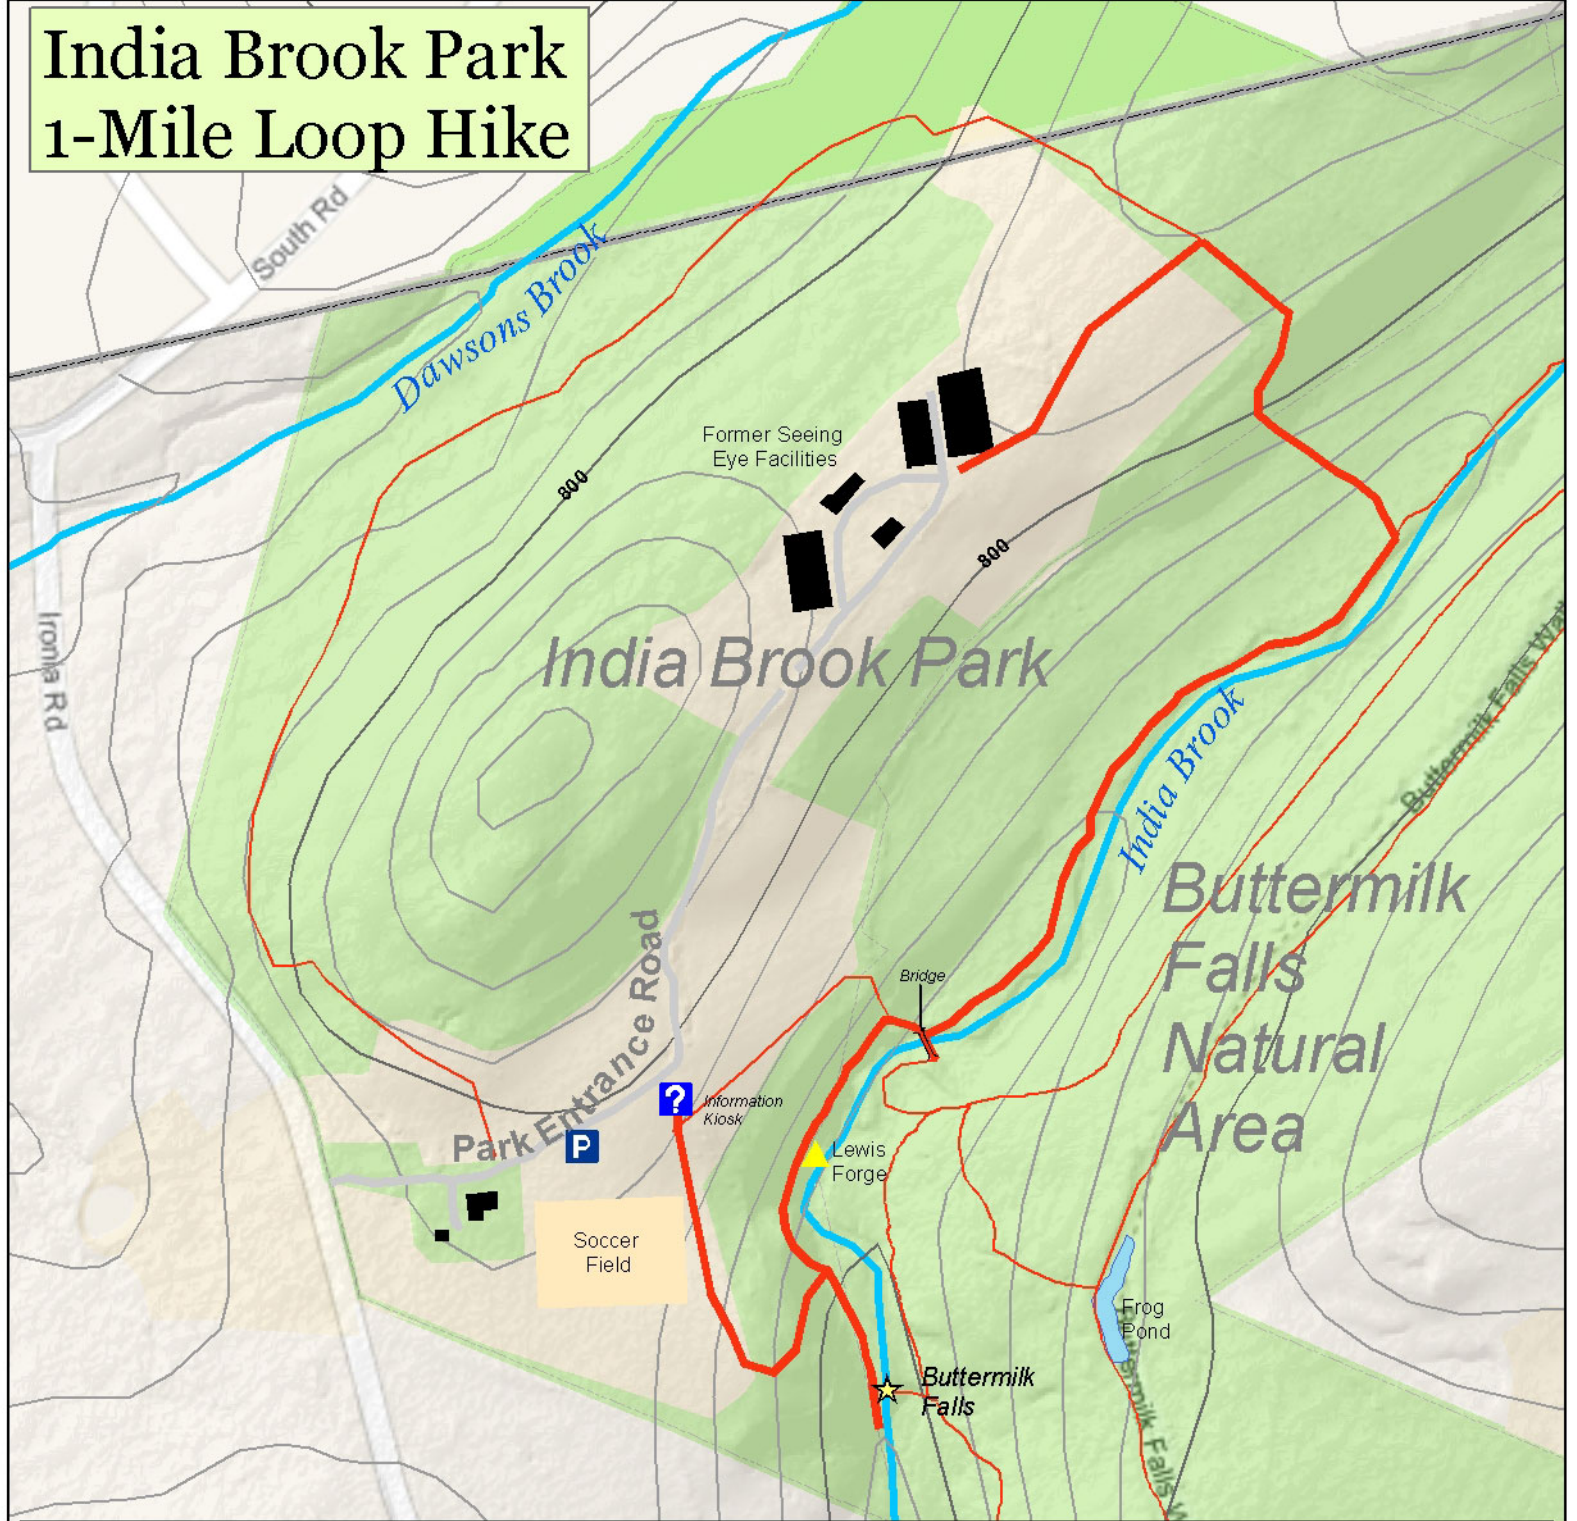 India Brook Park
1-Mile Loop Hike
South Rd
Dawsons Brook
Former Seeing
Eye Facilities
800
800
Ironia Rd
India Brook Park
India Brook
Buttermilk Falls
Buttermilk
Falls
Natural
Area
Bridge
Park Entrance Road
?
Information
Kiosk
P
Lewis
Forge
Soccer
Field
Frog
Pond
Buttermilk
Falls
Buttermilk Falls W